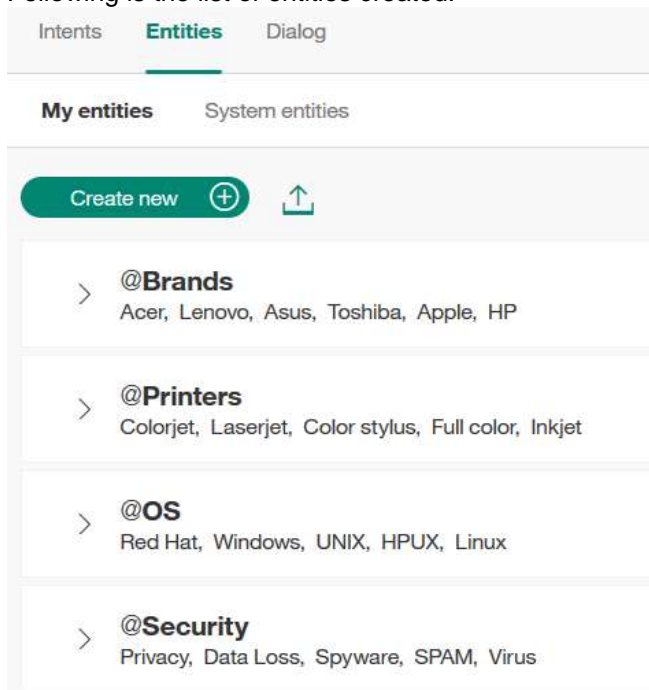 Following is the list of entities created.
Intents Entities Dialog
My entities System entities
Create new
@Brands
Acer, Lenovo, Asus, Toshiba, Apple, HP
@Printers
Colorjet, Laserjet, Color stylus, Full color, Inkjet
@OS
Red Hat, Windows, UNIX, HPUX, Linux
@Security
Privacy, Data Loss, Spyware, SPAM, Virus